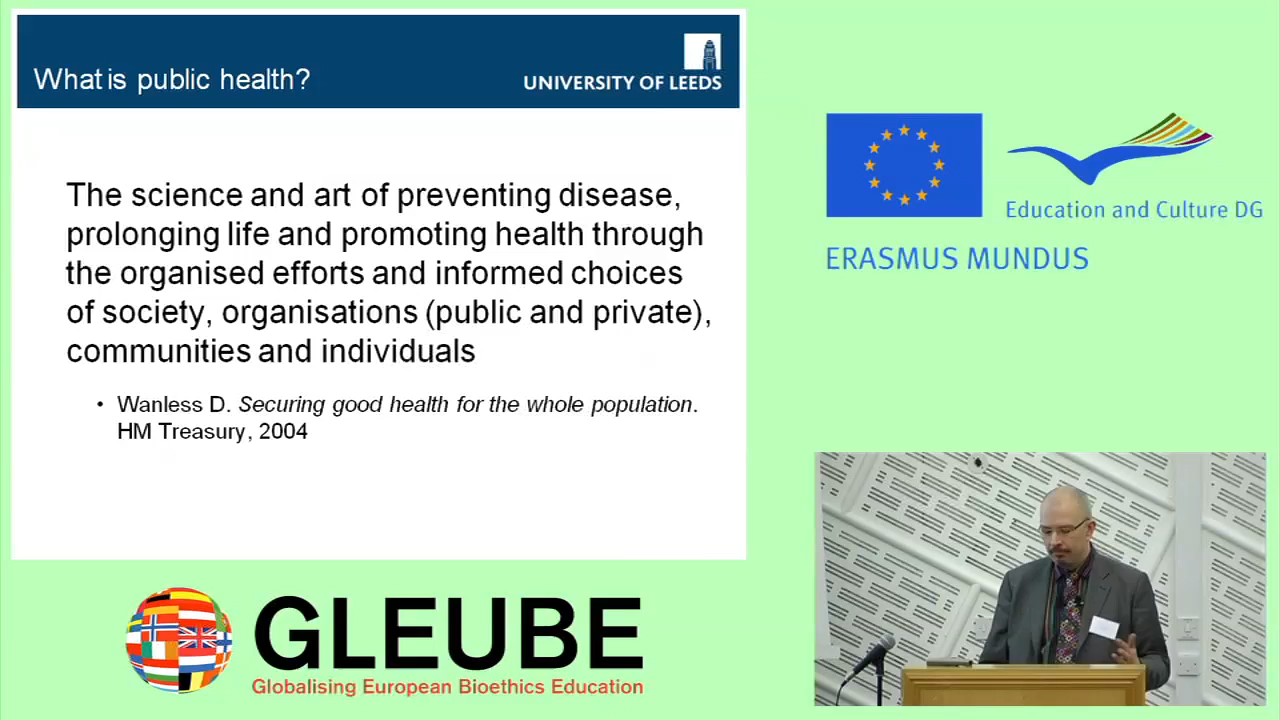 What is public health?
UNIVERSITY OF LEEDS
The science and art of preventing disease,
prolonging life and promoting health through
the organised efforts and informed choices
of society, organisations (public and private),
communities and individuals
• Wanless D. Securing good health for the whole population.
HM Treasury, 2004
Education and Culture DG
ERASMUS MUNDUS
GLEUBE
Globalising European Bioethics Education